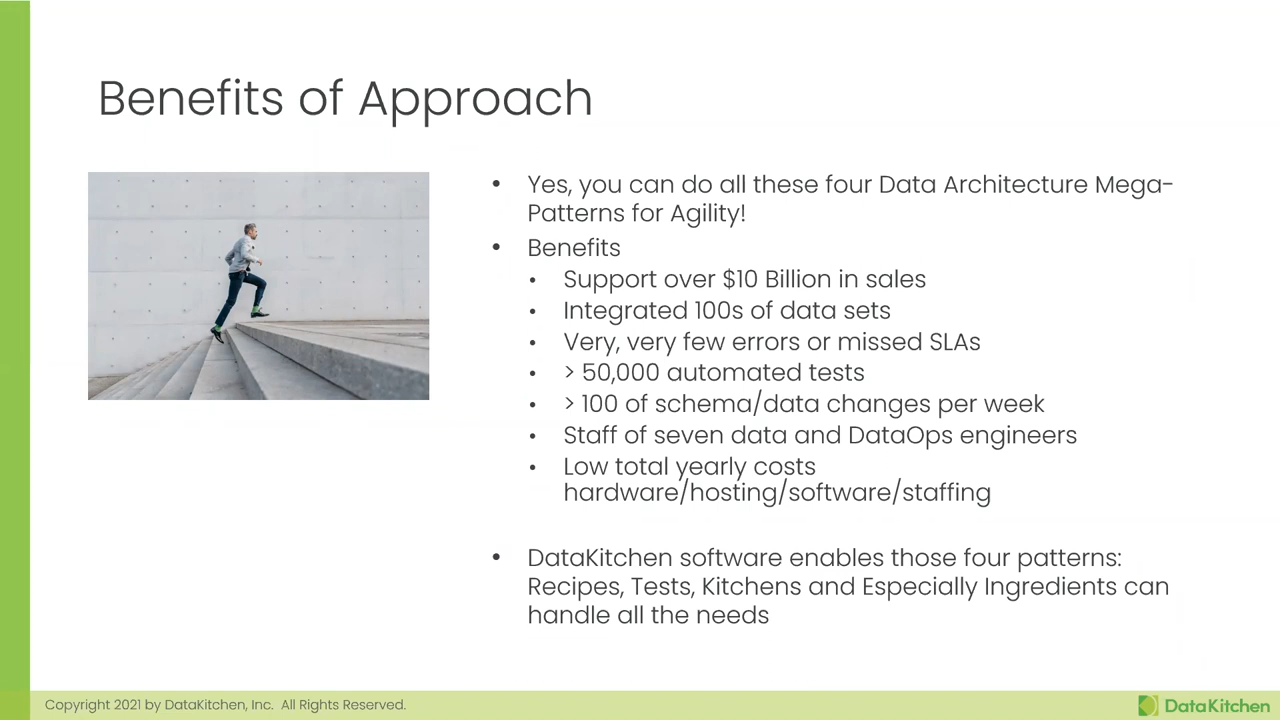 Benefits of Approach
• Yes, you can do all these four Data Architecture Mega-
Patterns for Agility!
• Benefits
• Support over $10 Billion in sales
• Integrated 100s of data sets
• Very, very few errors or missed SLAs
• > 50,000 automated tests
• > 100 of schema/data changes per week
• Staff of seven data and DataOps engineers
• Low total yearly costs
hardware/hosting/software/staffing
• DataKitchen software enables those four patterns:
Recipes, Tests, Kitchens and Especially Ingredients can
handle all the needs
Copyright 2021 by DataKitchen, Inc. All Rights Reserved.
DataKitchen